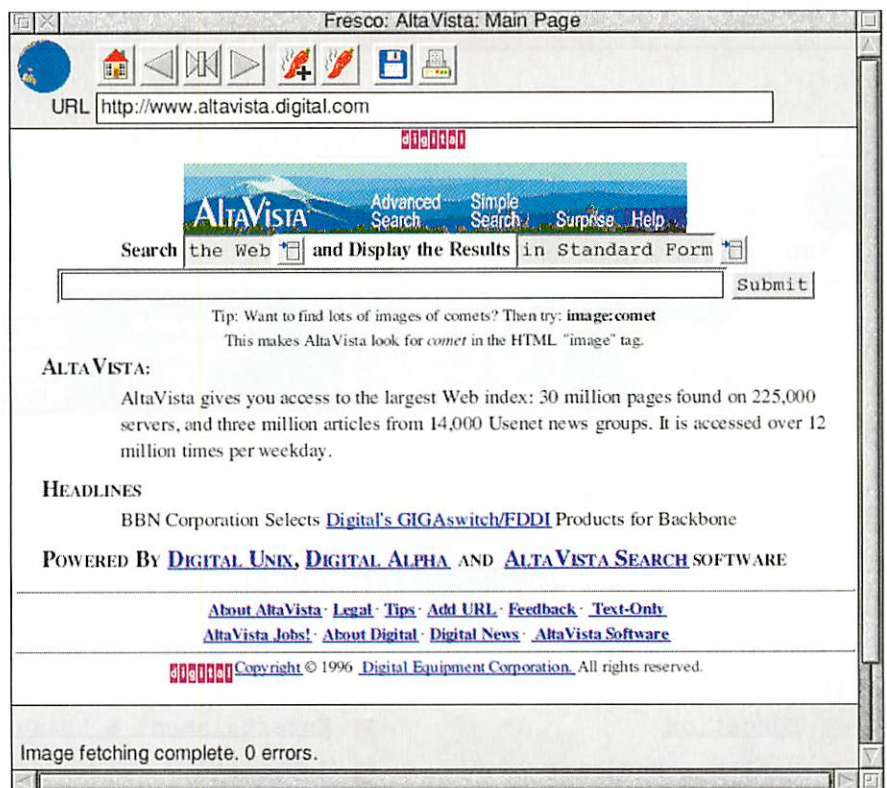 Fresco: AltaVista: Main Page
URL http://www.altavista.digital.com
digital
ALTAVISTA Advanced Search Simple Search Surprise Help
Search the Web and Display the Results in Standard Form
Submit
Tip: Want to find lots of images of comets? Then try: image:comet
This makes AltaVista look for comet in the HTML "image" tag.
ALTAVISTA:
AltaVista gives you access to the largest Web index: 30 million pages found on 225,000
servers, and three million articles from 14,000 Usenet news groups. It is accessed over 12
million times per weekday.
HEADLINES
BBN Corporation Selects Digital's GIGAswitch/FDDI Products for Backbone
POWERED BY DIGITAL UNIX, DIGITAL ALPHA AND ALTAVISTA SEARCH SOFTWARE
About AltaVista · Legal · Tips · Add URL · Feedback · Text-Only
AltaVista Jobs! · About Digital · Digital News · AltaVista Software
digital Copyright © 1996 Digital Equipment Corporation. All rights reserved.
Image fetching complete. 0 errors.